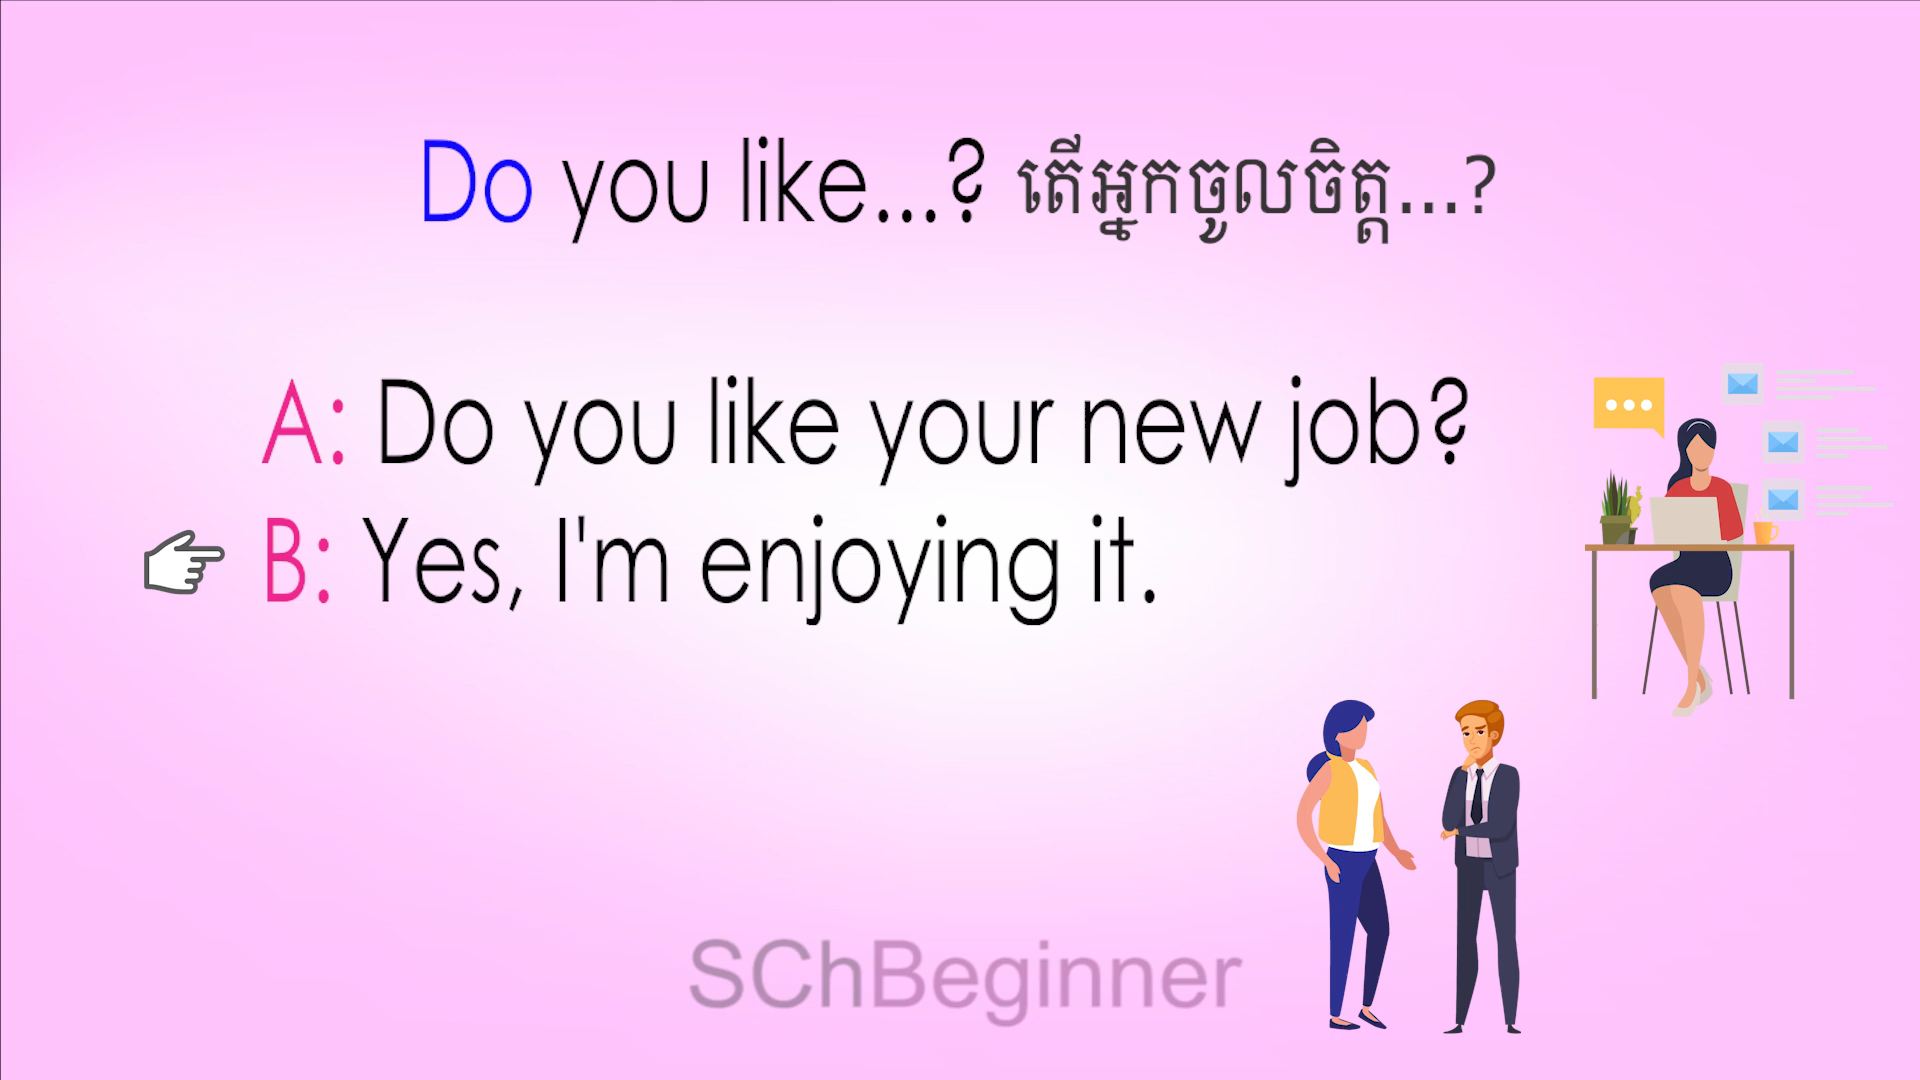 Do you like...? តើអ្នកចូលចិត្ត...?
A: Do you like your new job?
B: Yes, I'm enjoying it.
SChBeginner